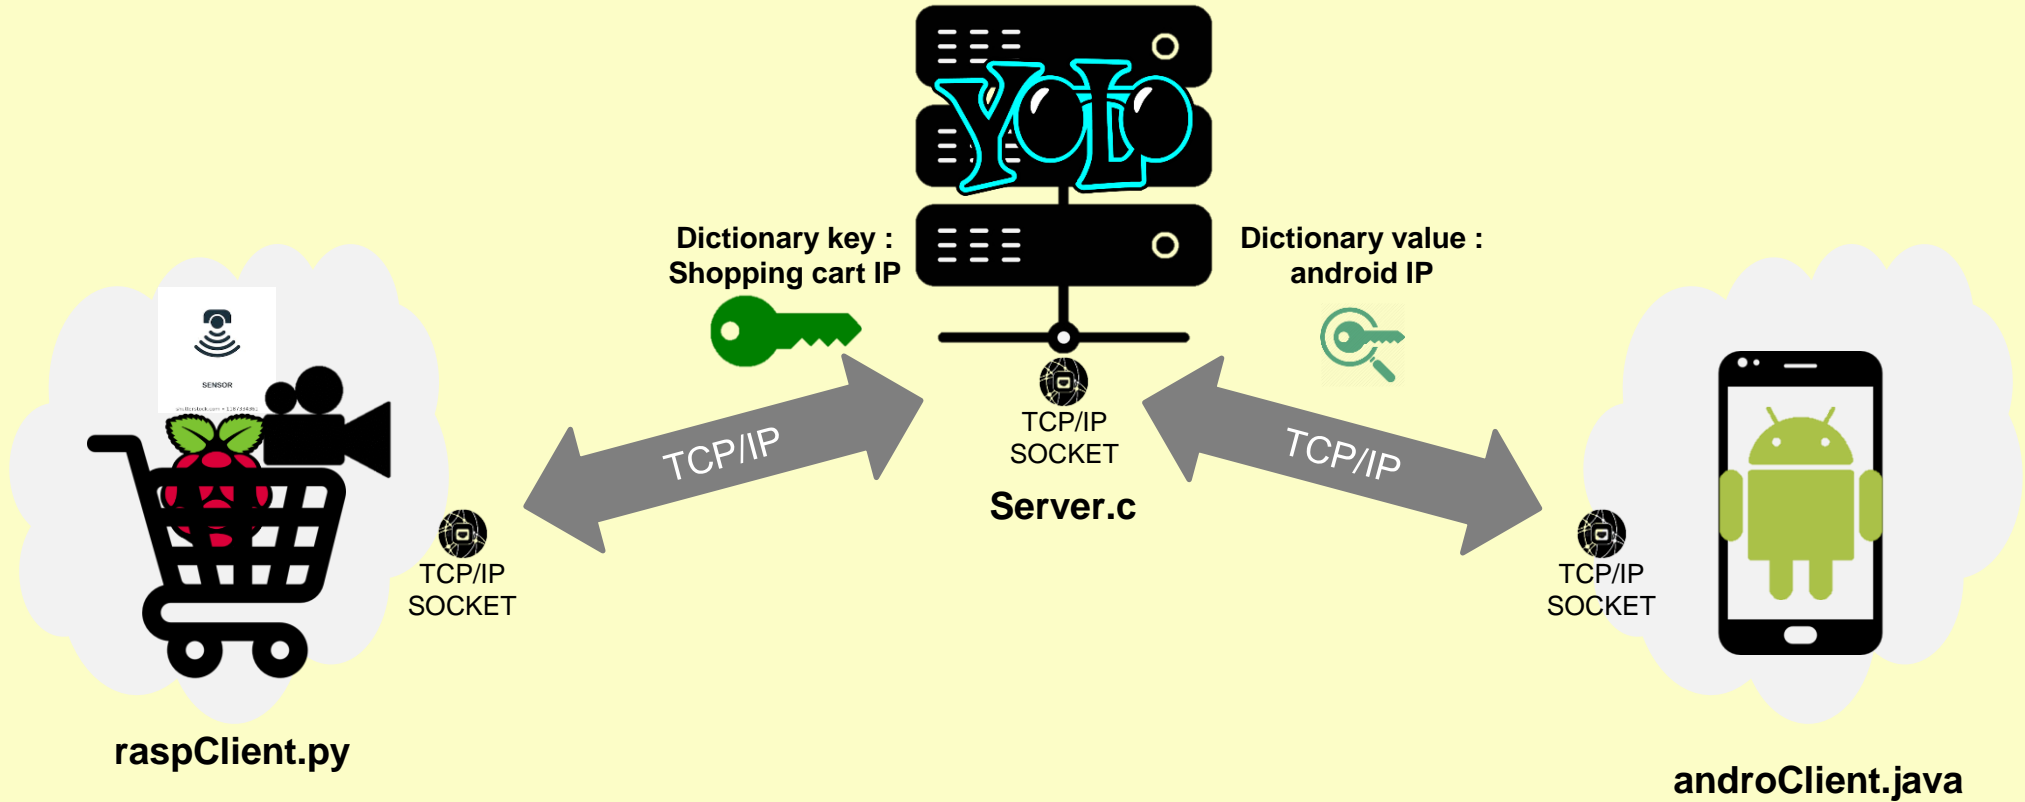 YOLO
Dictionary key :
Shopping cart IP
Dictionary value :
android IP
SENSOR
TCP/IP
TCP/IP
SOCKET
TCP/IP
Server.c
TCP/IP
SOCKET
TCP/IP
SOCKET
raspClient.py
androClient.java